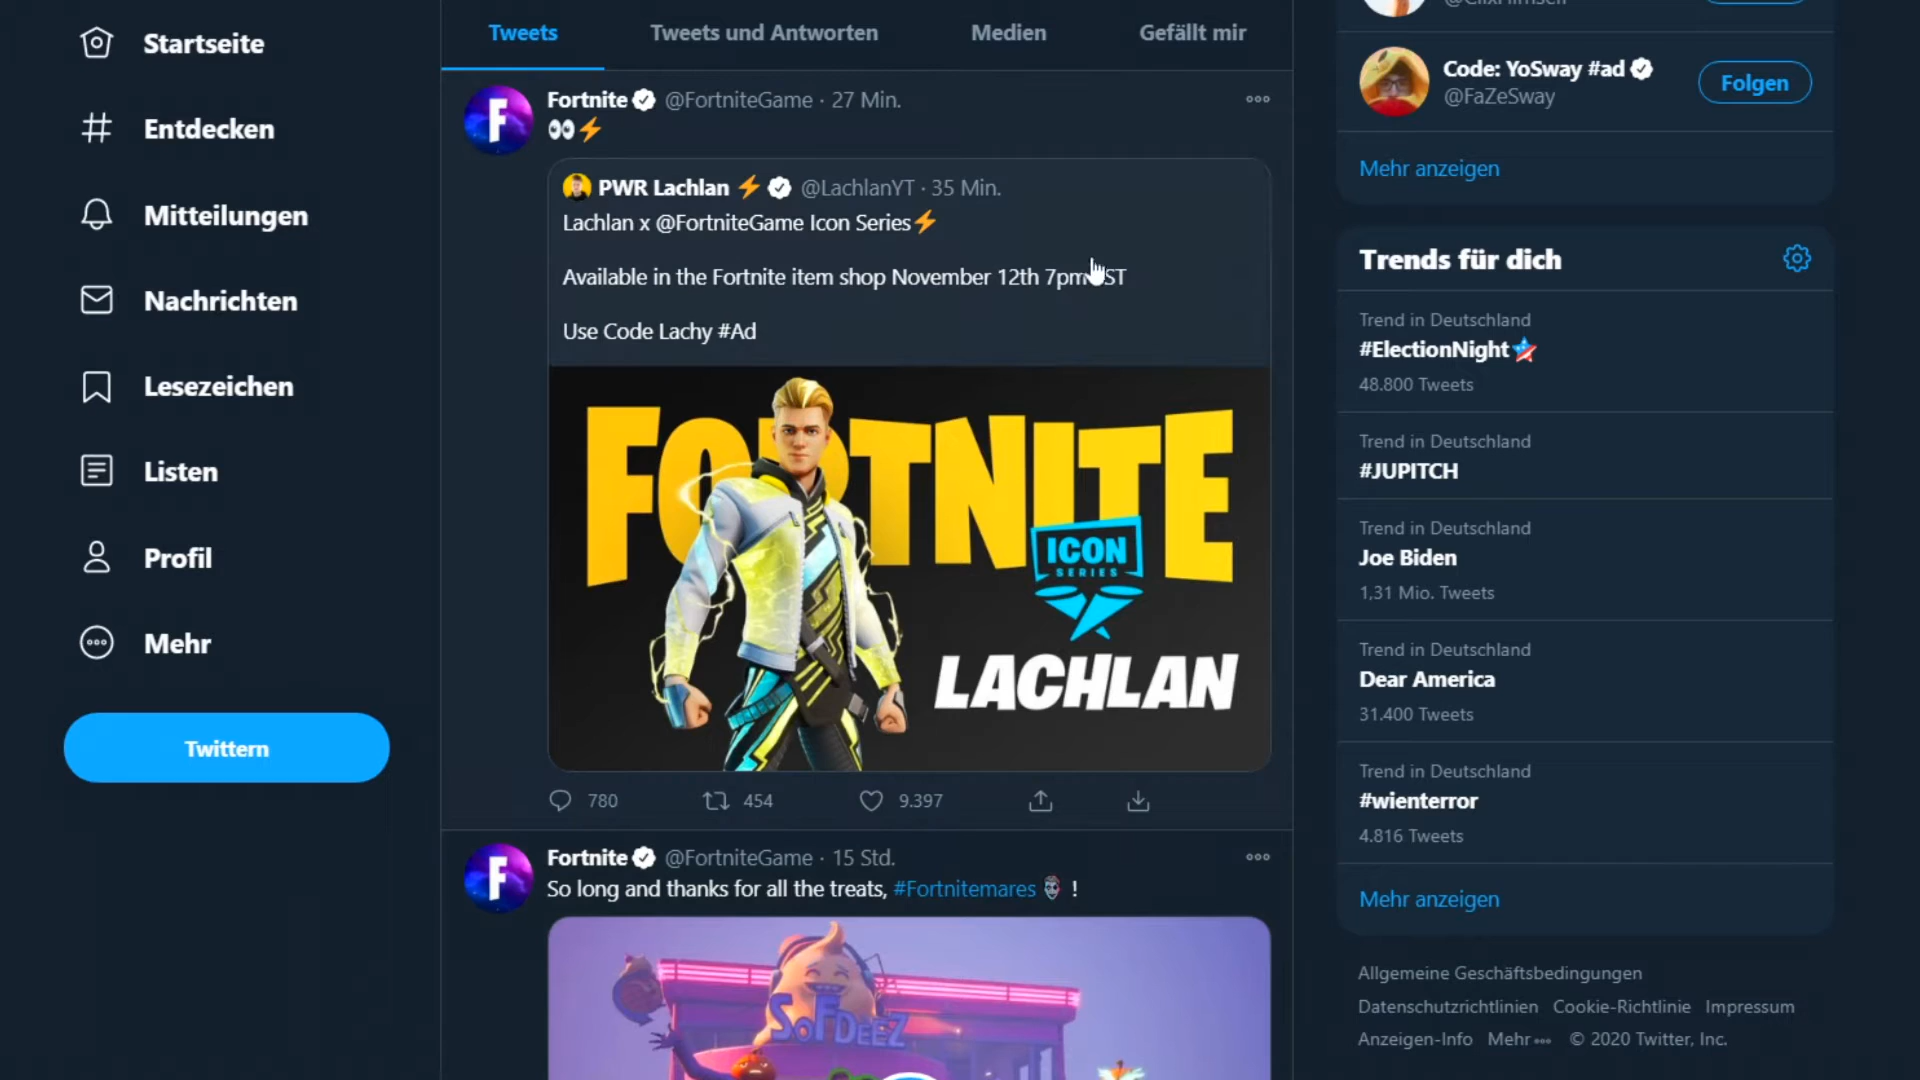 Startseite
Entdecken
Mitteilungen
Nachrichten
Lesezeichen
Listen
Profil
Mehr
Twittern
Tweets
Tweets und Antworten
Medien
Gefällt mir
Fortnite @FortniteGame · 27 Min.
👀⚡
PWR Lachlan ⚡ @LachlanYT · 35 Min.
Lachlan x @FortniteGame Icon Series⚡
Available in the Fortnite item shop November 12th 7pm
Use Code Lachy #Ad
FORTNITE
ICON
SERIES
LACHLAN
780
454
9.397
Fortnite @FortniteGame · 15 Std.
So long and thanks for all the treats, #Fortnitemares !
SOFDEEZ
Code: YoSway #ad
@FaZeSway
Folgen
Mehr anzeigen
Trends für dich
Trend in Deutschland
#ElectionNight
48.800 Tweets
Trend in Deutschland
#JUPITCH
Trend in Deutschland
Joe Biden
1,31 Mio. Tweets
Trend in Deutschland
Dear America
31.400 Tweets
Trend in Deutschland
#wienterror
4.816 Tweets
Mehr anzeigen
Allgemeine Geschäftsbedingungen
Datenschutzrichtlinien Cookie-Richtlinie Impressum
Anzeigen-Info Mehr © 2020 Twitter, Inc.